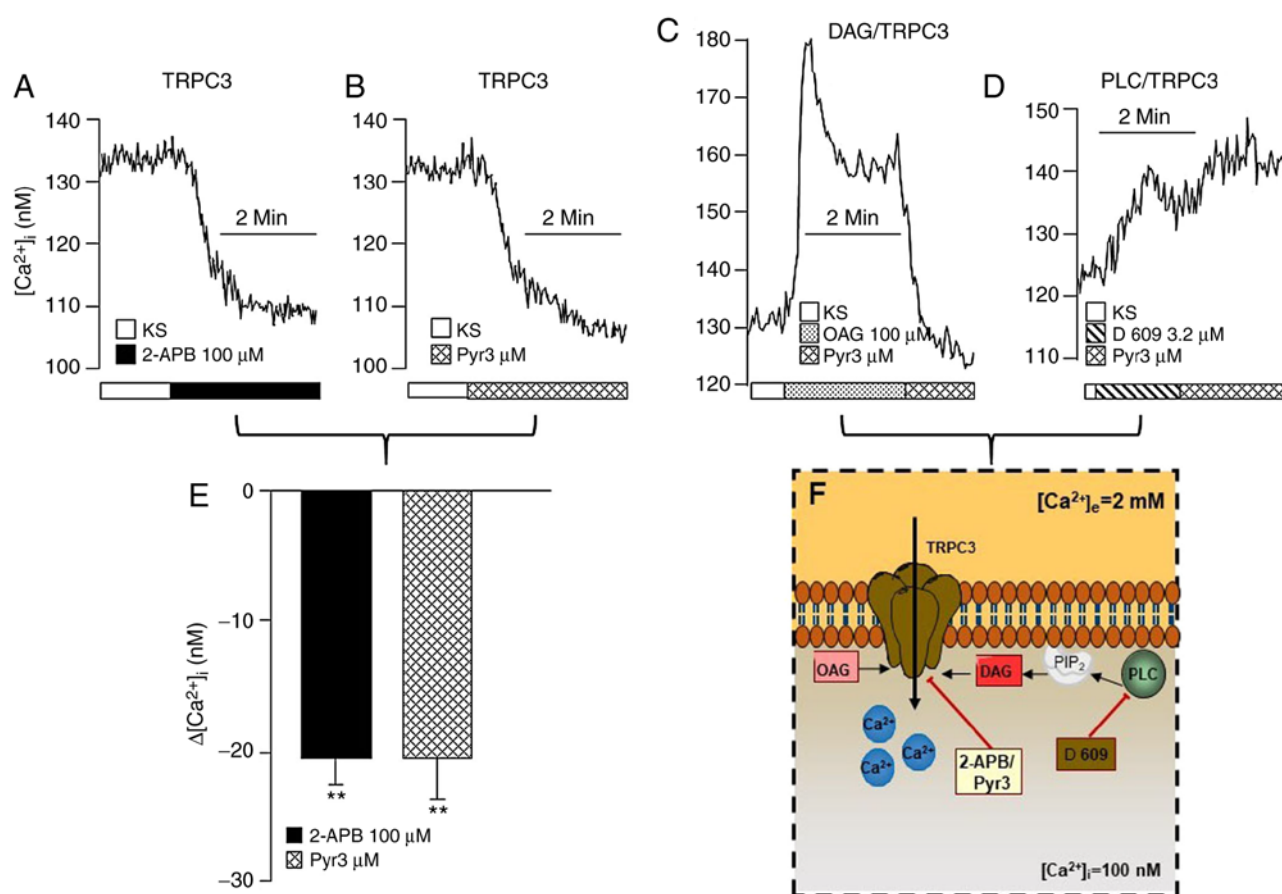 A
TRPC3
140
130
120
110
100
[Ca²⁺]ᵢ (nM)
2 Min
KS
2-APB 100 μM
B
TRPC3
140
130
120
110
100
2 Min
KS
Pyr3 μM
C
DAG/TRPC3
180
170
160
150
140
130
120
2 Min
KS
OAG 100 μM
Pyr3 μM
D
PLC/TRPC3
150
140
130
120
110
2 Min
KS
D 609 3.2 μM
Pyr3 μM
E
0
−10
−20
−30
Δ[Ca²⁺]ᵢ (nM)
**
**
2-APB 100 μM
Pyr3 μM
F
[Ca²⁺]ₑ=2 mM
TRPC3
OAG
DAG
PIP₂
PLC
Ca²⁺
Ca²⁺
Ca²⁺
2-APB/
Pyr3
D 609
[Ca²⁺]ᵢ=100 nM